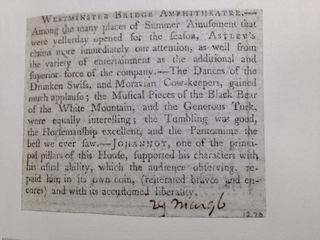 WESTMINSTER BRIDGE AMPHITHEATRE.—
Among the many places of Summer Amusement that
were yesterday opened for the season, ASTLEY's
claims more immediately our attention, as well from
the variety of entertainment as the additional and
superior force of the company.—The Dances of the
Drunken Swiſs, and Moravian Cow-keepers, gained
much applauſe; the Muſical Pieces of the Black Bear
of the White Mountain, and the Generous Turk,
were equally intereſting; the Tumbling was good,
the Horſemanſhip excellent, and the Pantomime the
beſt we ever ſaw.—JOHANNOT, one of the princi-
pal pillars of this Houſe, ſupported his characters with
his uſual ability, which the audience obſerving, re-
paid him in its own coin, (reiterated bravos and en-
cores) and with its accuſtomed liberality.